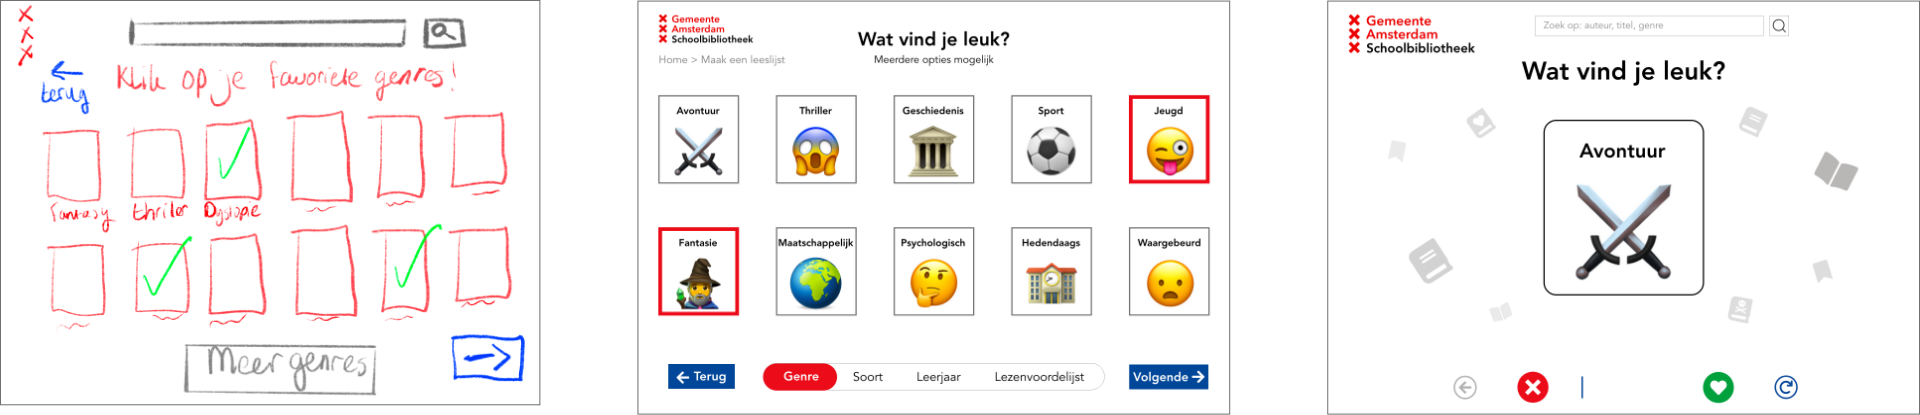 terug
Klik op je favoriete genres!
Fantasy
thriller
Dystopie
Meer genres
Gemeente
Amsterdam
Schoolbibliotheek
Home > Maak een leeslijst
Wat vind je leuk?
Meerdere opties mogelijk
Avontuur
Thriller
Geschiedenis
Sport
Jeugd
Fantasie
Maatschappelijk
Psychologisch
Hedendaags
Waargebeurd
Terug
Genre
Soort
Leerjaar
Lezenvoordelijst
Volgende
Gemeente
Amsterdam
Schoolbibliotheek
Zoek op: auteur, titel, genre
Wat vind je leuk?
Avontuur